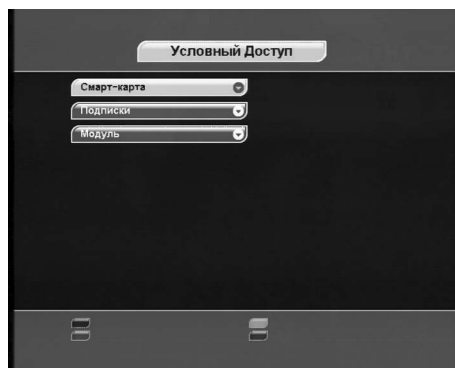 Условный Доступ
Смарт-карта
Подписки
Модуль